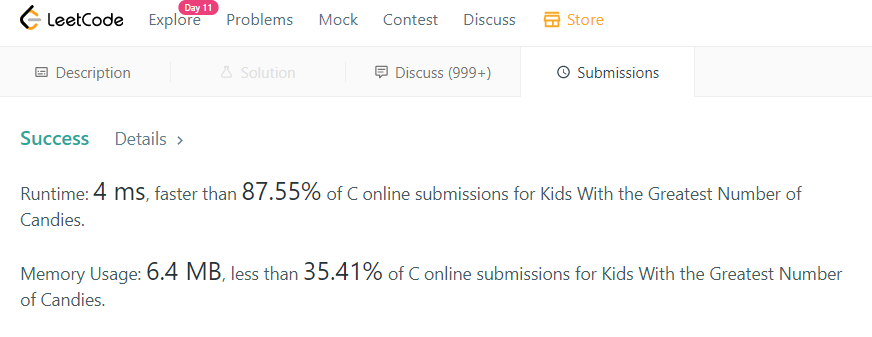 LeetCode Explore Day 11 Problems Mock Contest Discuss Store
Description Solution Discuss (999+) Submissions
Success Details >
Runtime: 4 ms, faster than 87.55% of C online submissions for Kids With the Greatest Number of
Candies.
Memory Usage: 6.4 MB, less than 35.41% of C online submissions for Kids With the Greatest Number
of Candies.